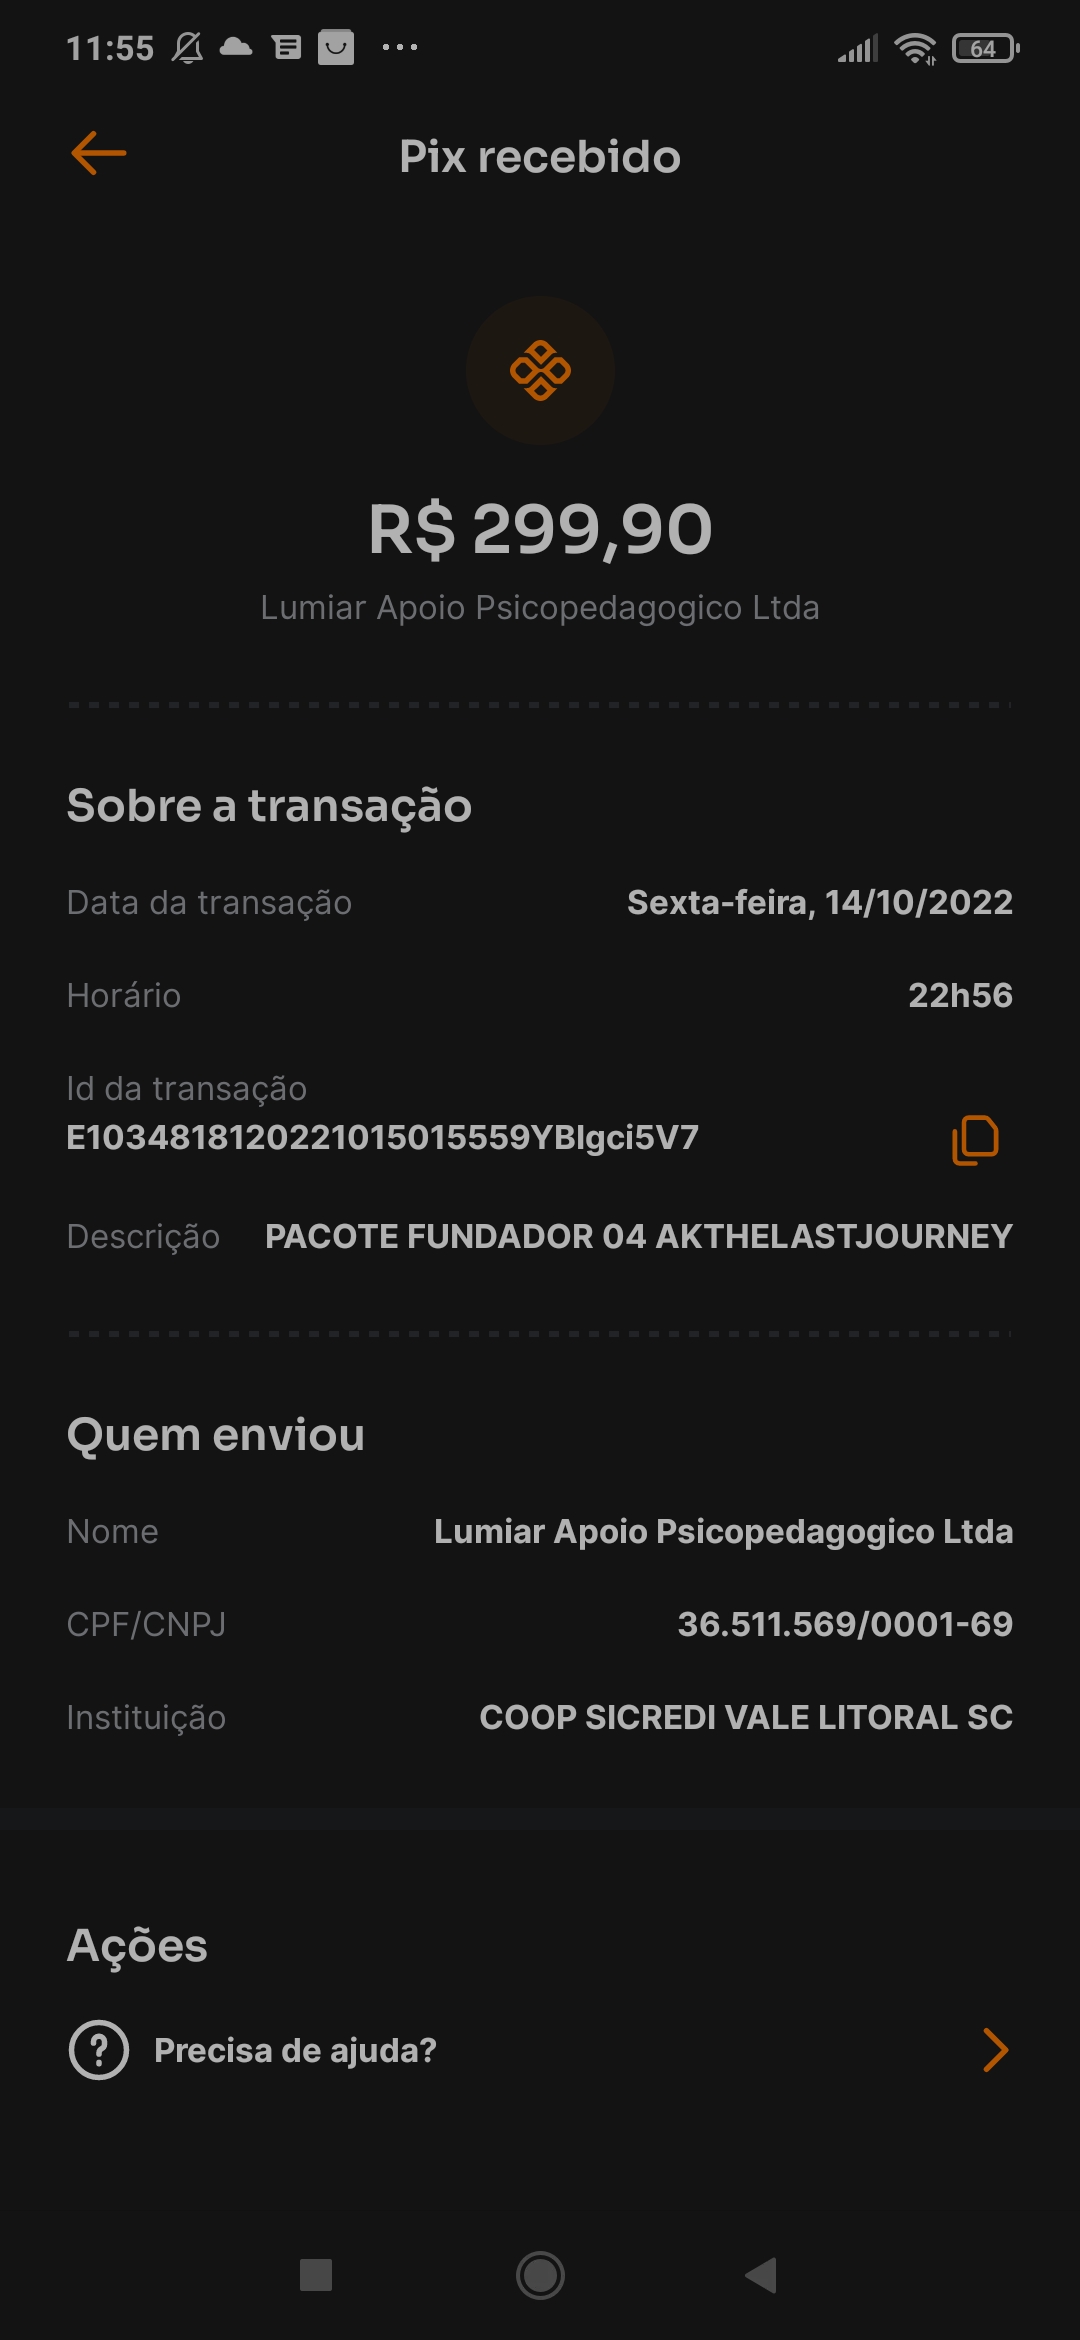 11:55
64
Pix recebido
R$ 299,90
Lumiar Apoio Psicopedagogico Ltda
Sobre a transação
Data da transação Sexta-feira, 14/10/2022
Horário 22h56
Id da transação
E10348181202210150155​59YBIgci5V7
Descrição PACOTE FUNDADOR 04 AKTHELASTJOURNEY
Quem enviou
Nome Lumiar Apoio Psicopedagogico Ltda
CPF/CNPJ 36.511.569/0001-69
Instituição COOP SICREDI VALE LITORAL SC
Ações
Precisa de ajuda?